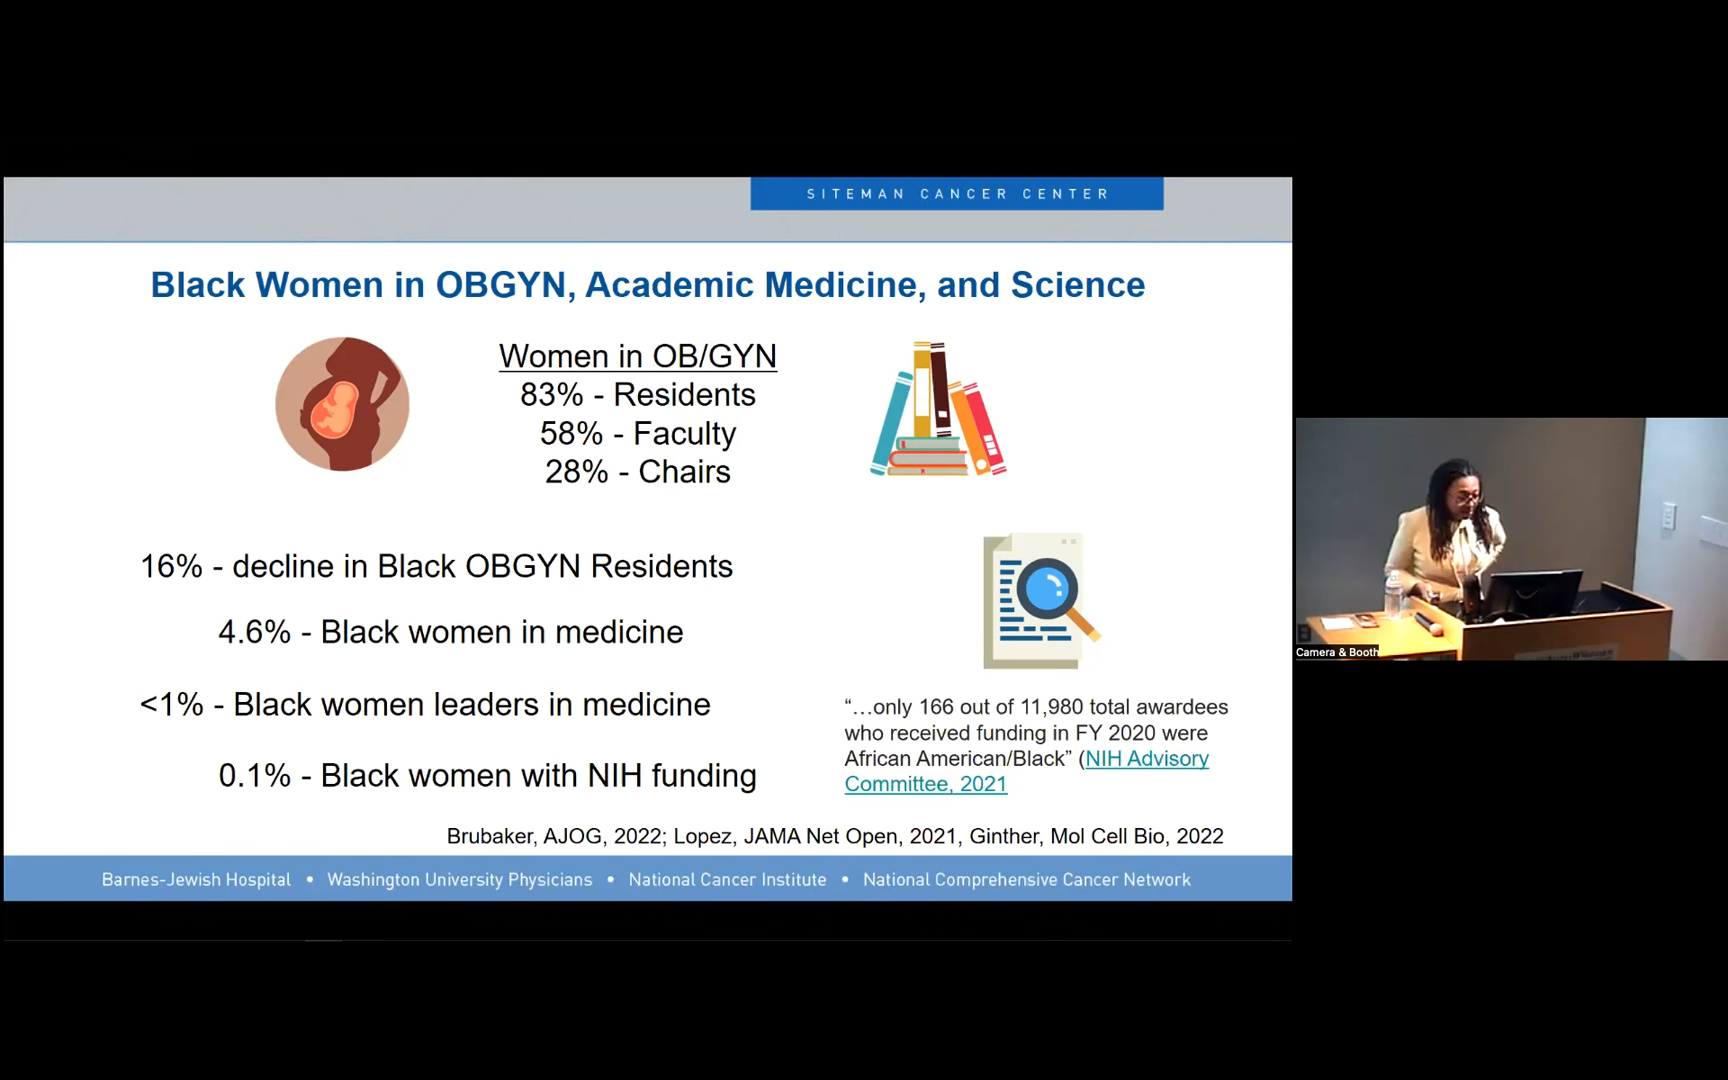 SITEMAN CANCER CENTER
Black Women in OBGYN, Academic Medicine, and Science
Women in OB/GYN
83% - Residents
58% - Faculty
28% - Chairs
16% - decline in Black OBGYN Residents
4.6% - Black women in medicine
<1% - Black women leaders in medicine
0.1% - Black women with NIH funding
“…only 166 out of 11,980 total awardees
who received funding in FY 2020 were
African American/Black” (NIH Advisory
Committee, 2021
Brubaker, AJOG, 2022; Lopez, JAMA Net Open, 2021, Ginther, Mol Cell Bio, 2022
Barnes-Jewish Hospital • Washington University Physicians • National Cancer Institute • National Comprehensive Cancer Network
Camera & Booth